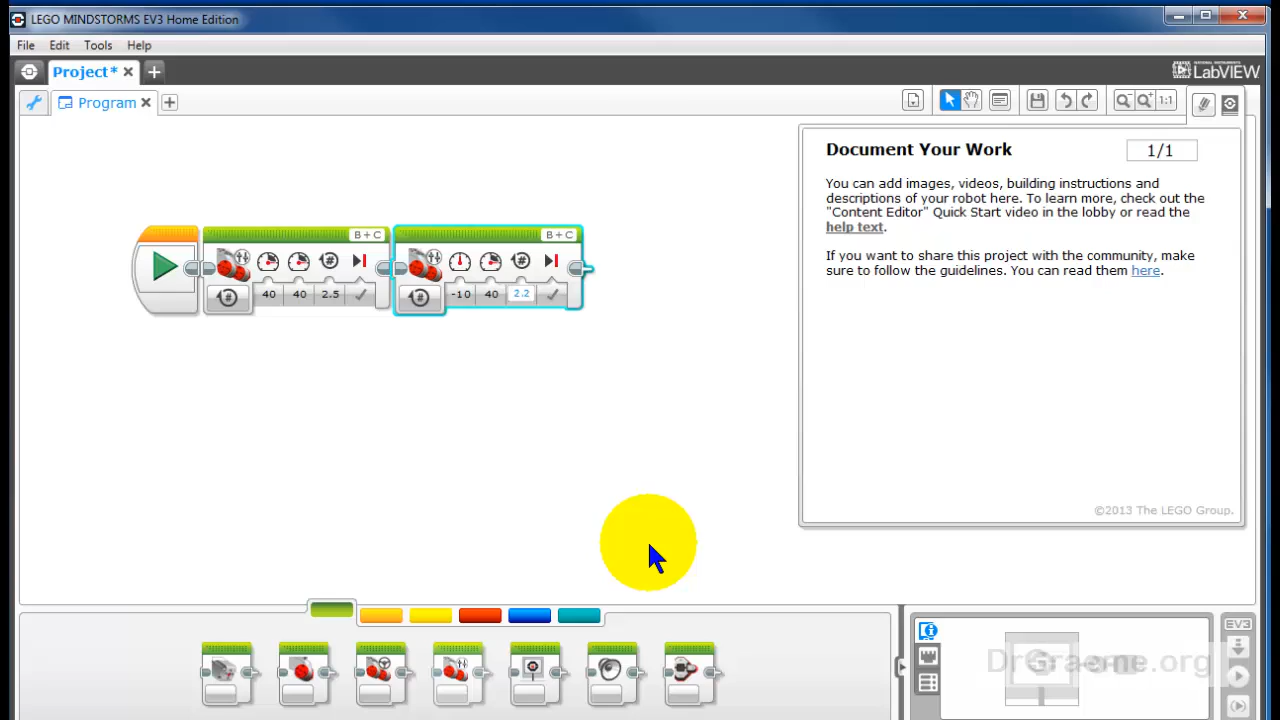 LEGO MINDSTORMS EV3 Home Edition
File Edit Tools Help
Project*
LabVIEW
Program
1:1
Document Your Work
1/1
You can add images, videos, building instructions and
descriptions of your robot here. To learn more, check out the
"Content Editor" Quick Start video in the lobby or read the
help text.
If you want to share this project with the community, make
sure to follow the guidelines. You can read them here.
©2013 The LEGO Group.
B + C B + C
# #
# 40 40 2.5 # -10 40 2.2
EV3
DrGraeme.org